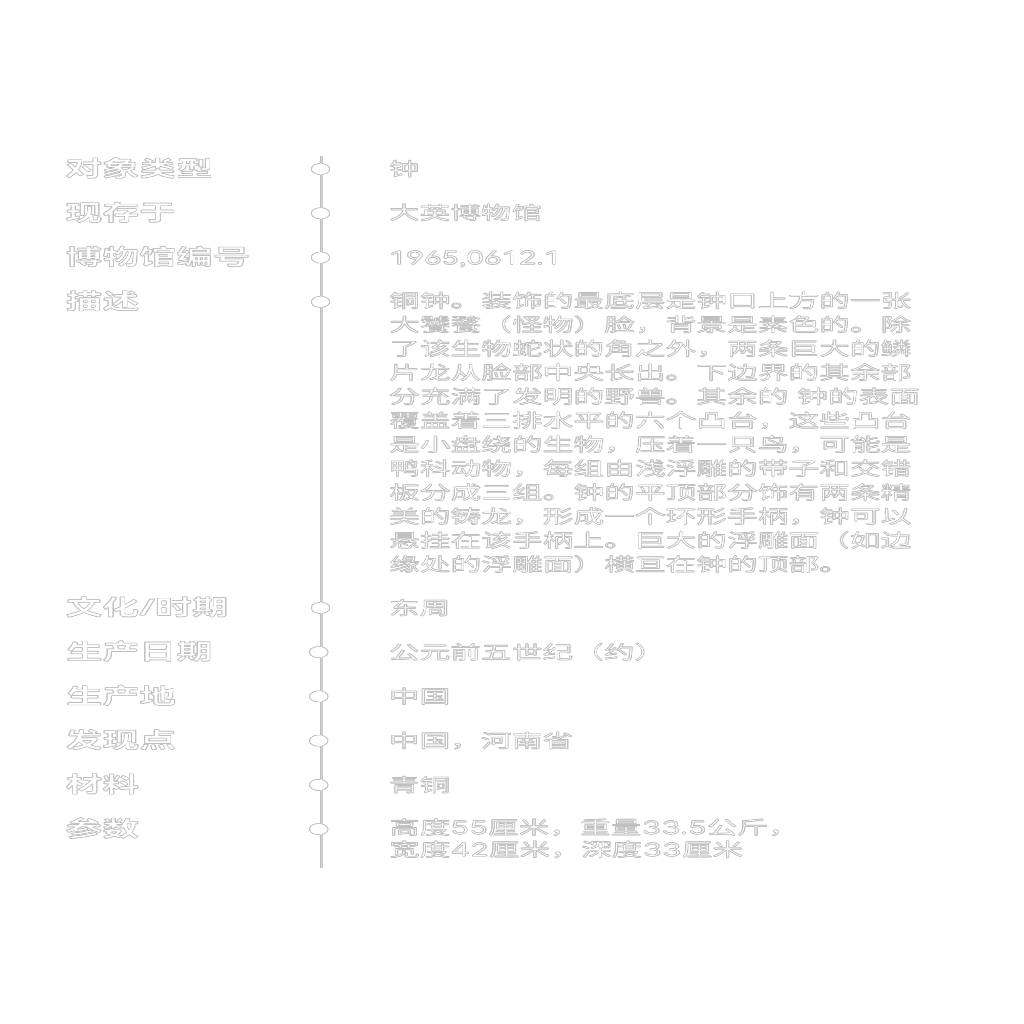 对象类型 钟
现存于 大英博物馆
博物馆编号 1965,0612.1
描述 铜钟。装饰的最底层是钟口上方的一张
大饕餮（怪物）脸，背景是素色的。除
了该生物蛇状的角之外，两条巨大的鳞
片龙从脸部中央长出。下边界的其余部
分充满了发明的野兽。其余的 钟的表面
覆盖着三排水平的六个凸台，这些凸台
是小盘绕的生物，压着一只鸟，可能是
鸭科动物，每组由浅浮雕的带子和交错
板分成三组。钟的平顶部分饰有两条精
美的铸龙，形成一个环形手柄，钟可以
悬挂在该手柄上。巨大的浮雕面（如边
缘处的浮雕面）横亘在钟的顶部。
文化/时期 东周
生产日期 公元前五世纪（约）
生产地 中国
发现点 中国，河南省
材料 青铜
参数 高度55厘米，重量33.5公斤，
宽度42厘米，深度33厘米